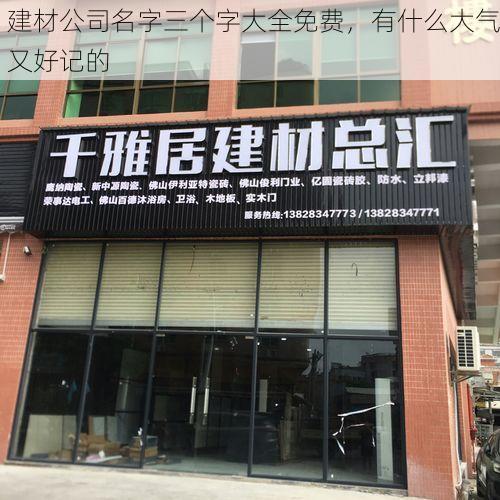 建材公司名字三个字大全免费，有什么大气
又好记的
千雅居建材总汇
鹰纳陶瓷、新中源陶瓷、佛山伊利亚特瓷砖、佛山俊利门业、亿固瓷砖胶、防水、立邦漆
荣事达电工、佛山百德沐浴房、卫浴、木地板、实木门
服务热线:13828347773 / 13828347771